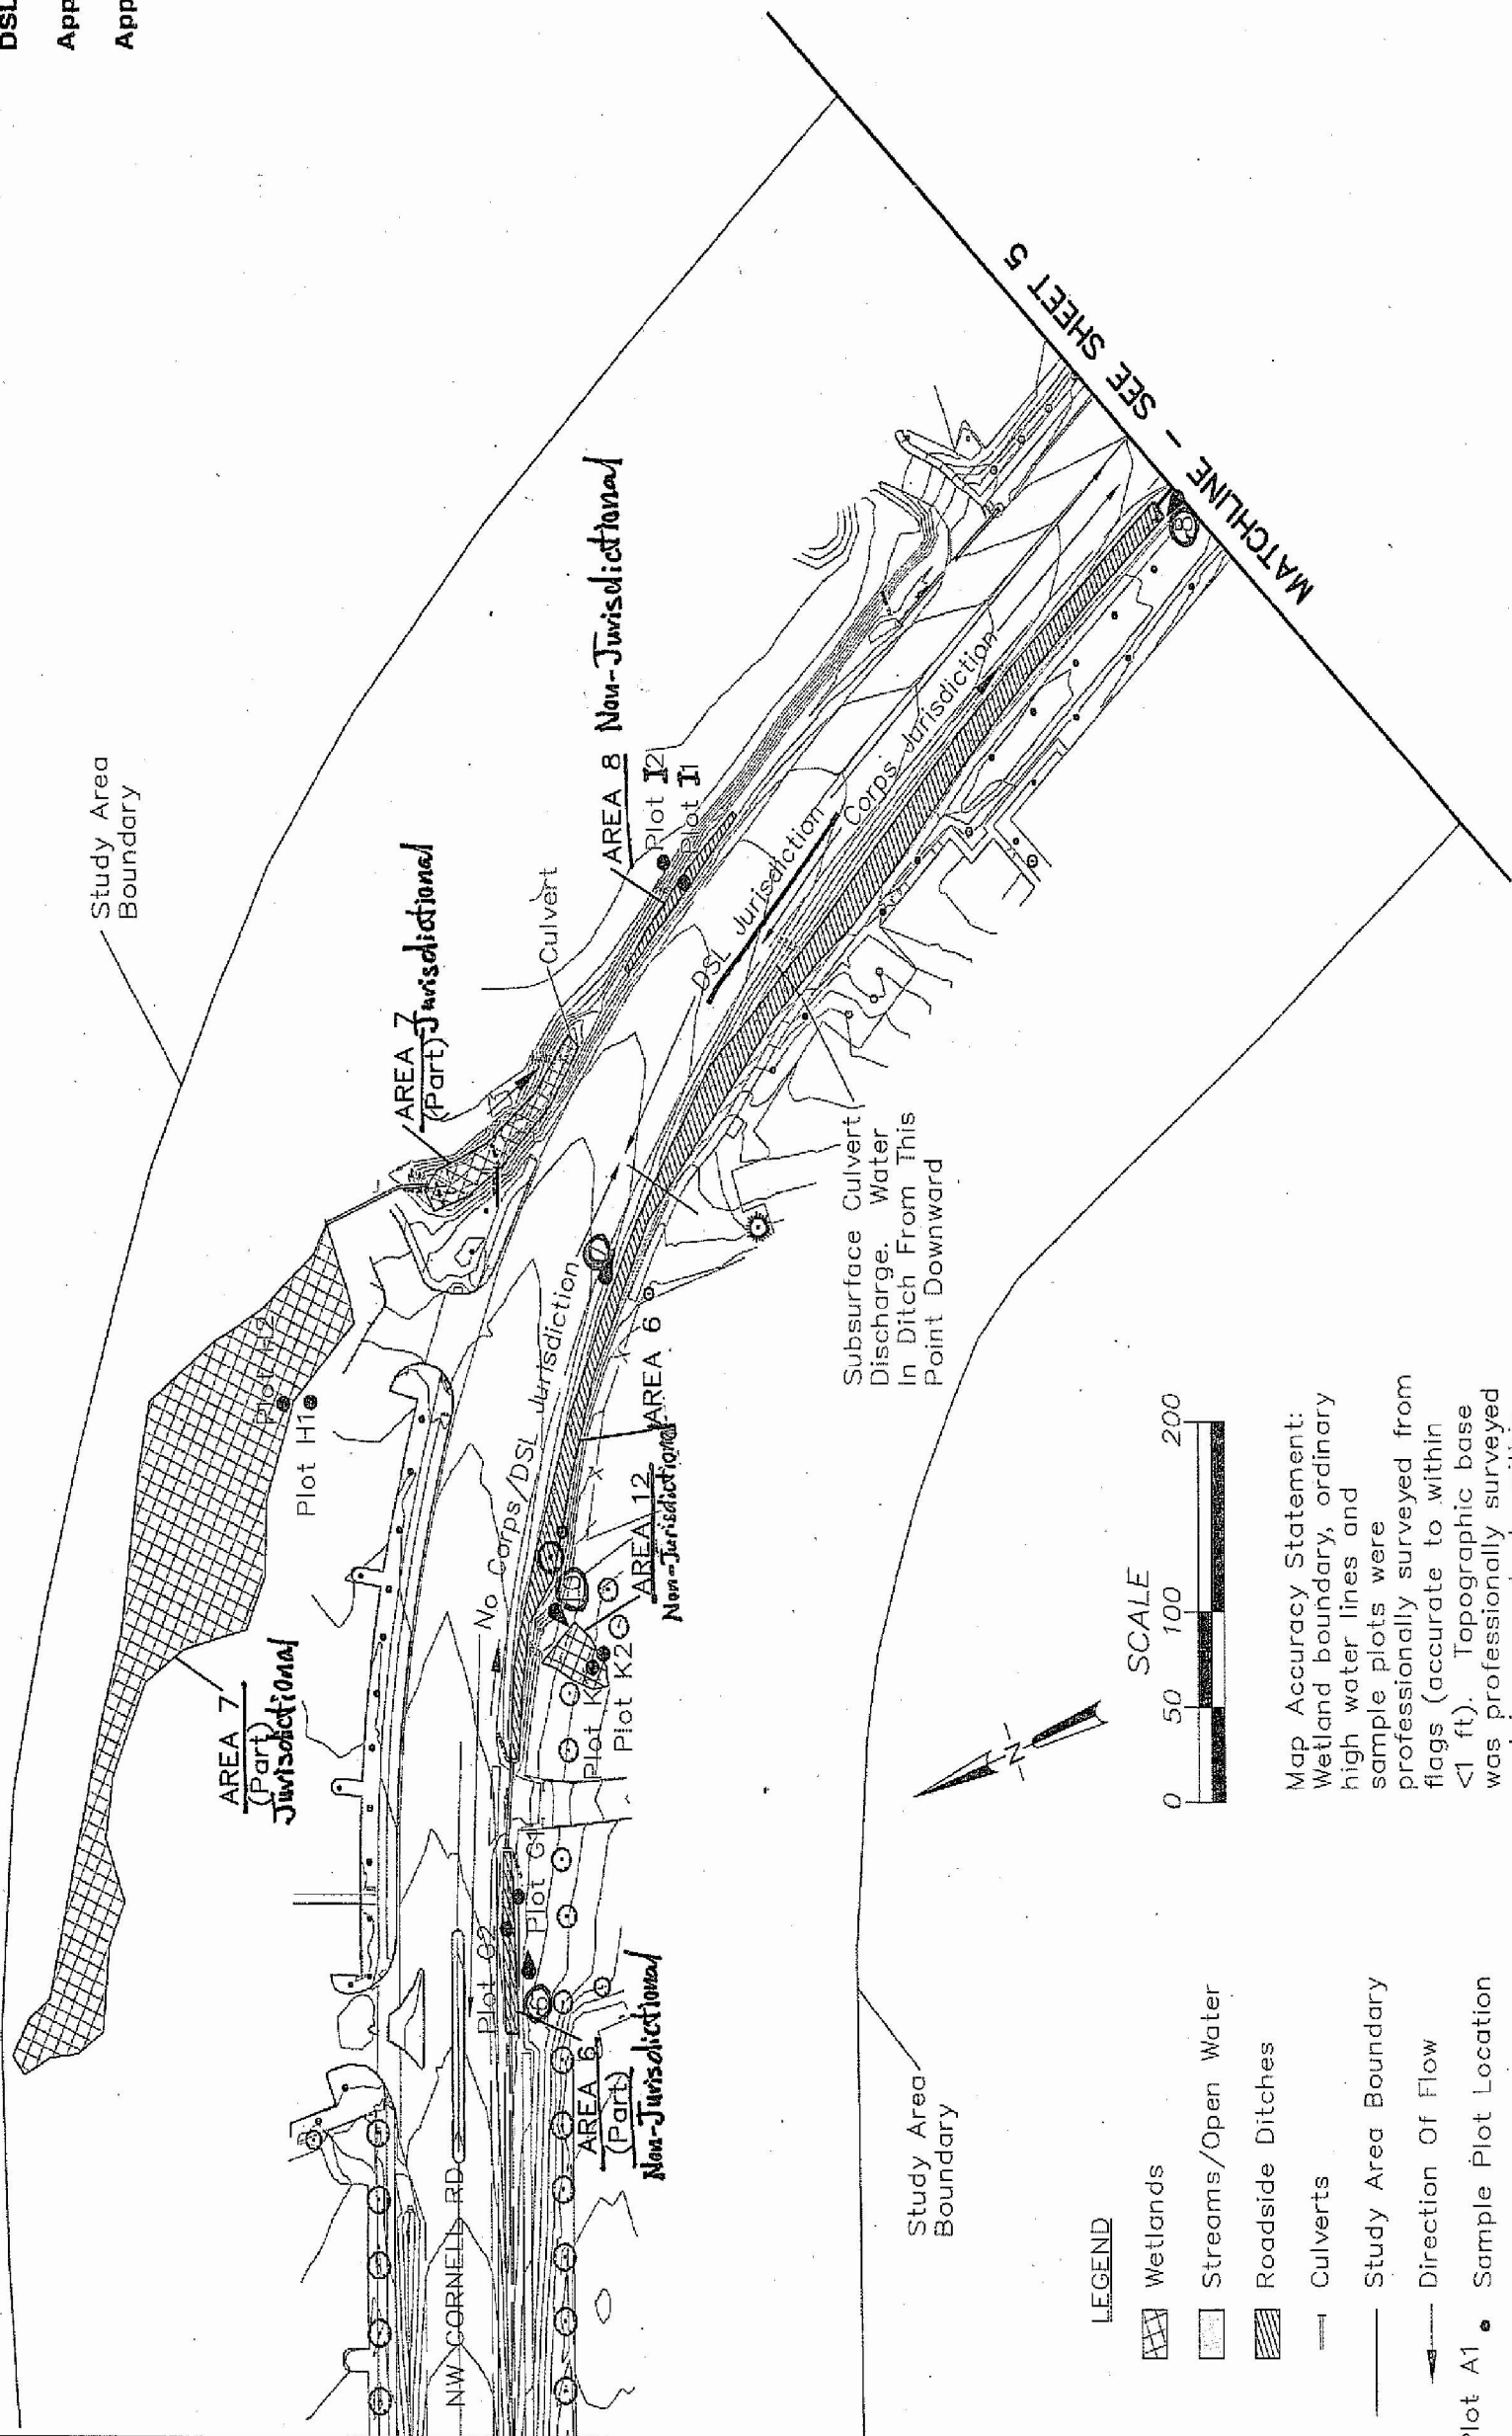 DSL
App
App
Study Area
Boundary
AREA 7
(Part)
Jurisdictional
Plot H2
Plot H1
AREA 7
(Part)
Jurisdictional
Culvert
AREA 8 Non-Jurisdictional
Plot I2
Plot I1
MATCHLINE - SEE SHEET 5
8
DSL Jurisdiction
Corps Jurisdiction
No Corps/DSL Jurisdiction
NW CORNELL RD
Plot G2
Plot G1
6
AREA 6
(Part)
Non-Jurisdictional
Plot K2
AREA 12
Non-Jurisdictional
AREA 6
Subsurface Culvert
Discharge. Water
In Ditch From This
Point Downward
Study Area
Boundary
N
SCALE
0 50 100 200
LEGEND
Wetlands
Streams/Open Water
Roadside Ditches
Culverts
Study Area Boundary
Direction Of Flow
Plot A1 Sample Plot Location
Map Accuracy Statement:
Wetland boundary, ordinary
high water lines and
sample plots were
professionally surveyed from
flags (accurate to within
<1 ft). Topographic base
was professionally surveyed